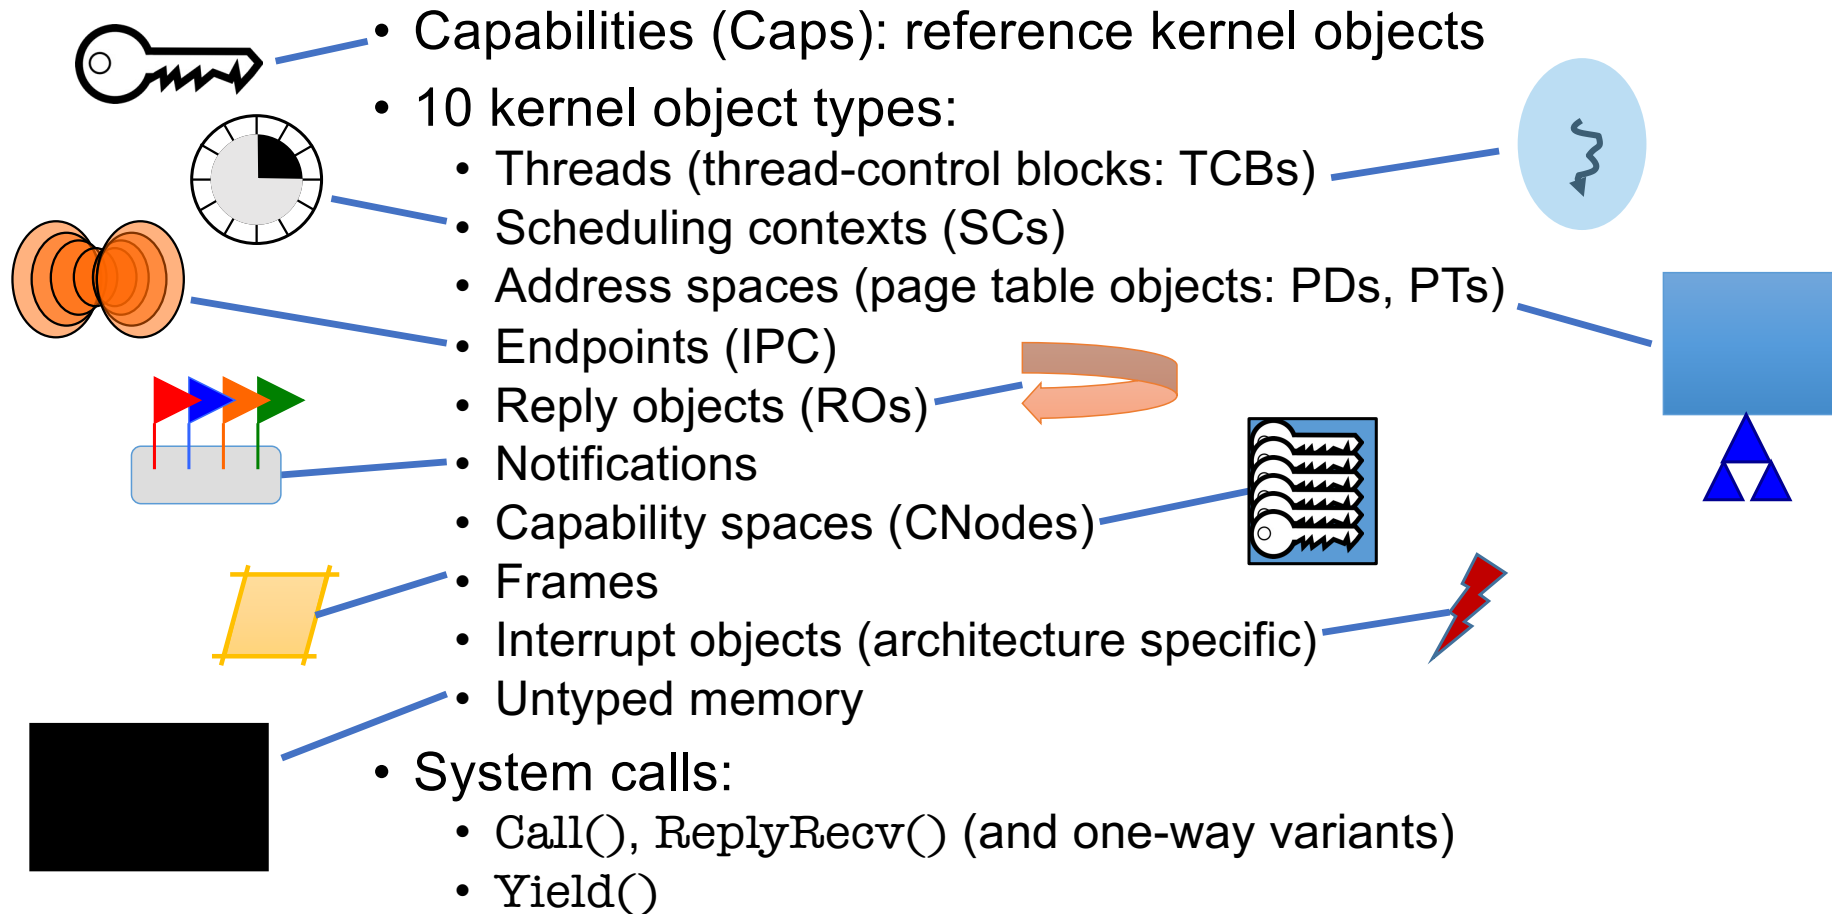 • Capabilities (Caps): reference kernel objects
• 10 kernel object types:
• Threads (thread-control blocks: TCBs)
• Scheduling contexts (SCs)
• Address spaces (page table objects: PDs, PTs)
• Endpoints (IPC)
• Reply objects (ROs)
• Notifications
• Capability spaces (CNodes)
• Frames
• Interrupt objects (architecture specific)
• Untyped memory
• System calls:
• Call(), ReplyRecv() (and one-way variants)
• Yield()